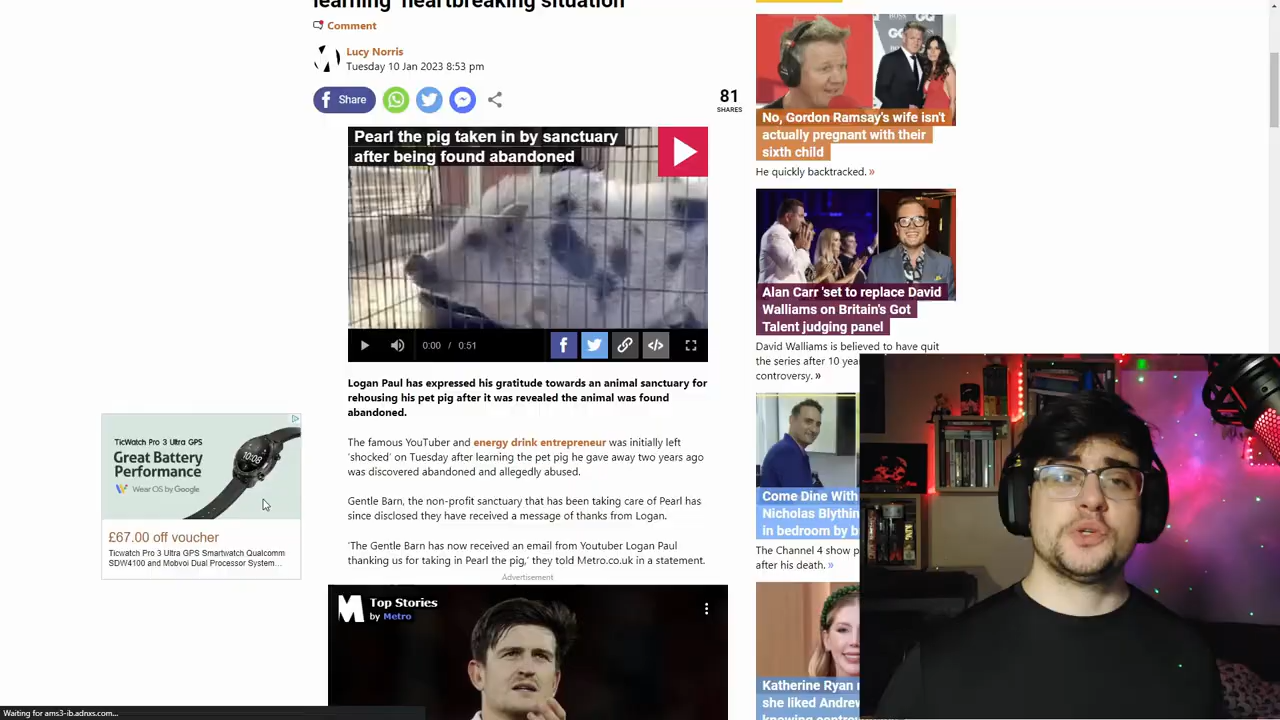 learning 'heartbreaking situation'
Comment
Lucy Norris
Tuesday 10 Jan 2023 8:53 pm
Share
81
SHARES
Pearl the pig taken in by sanctuary
after being found abandoned
0:00 / 0:51
Logan Paul has expressed his gratitude towards an animal sanctuary for
rehousing his pet pig after it was revealed the animal was found
abandoned.
The famous YouTuber and energy drink entrepreneur was initially left
'shocked' on Tuesday after learning the pet pig he gave away two years ago
was discovered abandoned and allegedly abused.
Gentle Barn, the non-profit sanctuary that has been taking care of Pearl has
since disclosed they have received a message of thanks from Logan.
'The Gentle Barn has now received an email from Youtuber Logan Paul
thanking us for taking in Pearl the pig,' they told Metro.co.uk in a statement.
Advertisement
Top Stories
by Metro
TicWatch Pro 3 Ultra GPS
Great Battery
Performance
Wear OS by Google
10:08
£67.00 off voucher
Ticwatch Pro 3 Ultra GPS Smartwatch Qualcomm
SDW4100 and Mobvoi Dual Processor System...
BOSS
GQ
No, Gordon Ramsay's wife isn't
actually pregnant with their
sixth child
He quickly backtracked. »
Alan Carr 'set to replace David
Walliams on Britain's Got
Talent judging panel
David Walliams is believed to have quit
the series after 10 yea
controversy. »
Come Dine With
Nicholas Blythin
in bedroom by b
The Channel 4 show p
after his death. »
Katherine Ryan
she liked Andrew
knowing controv
Waiting for ams3-ib.adnxs.com...